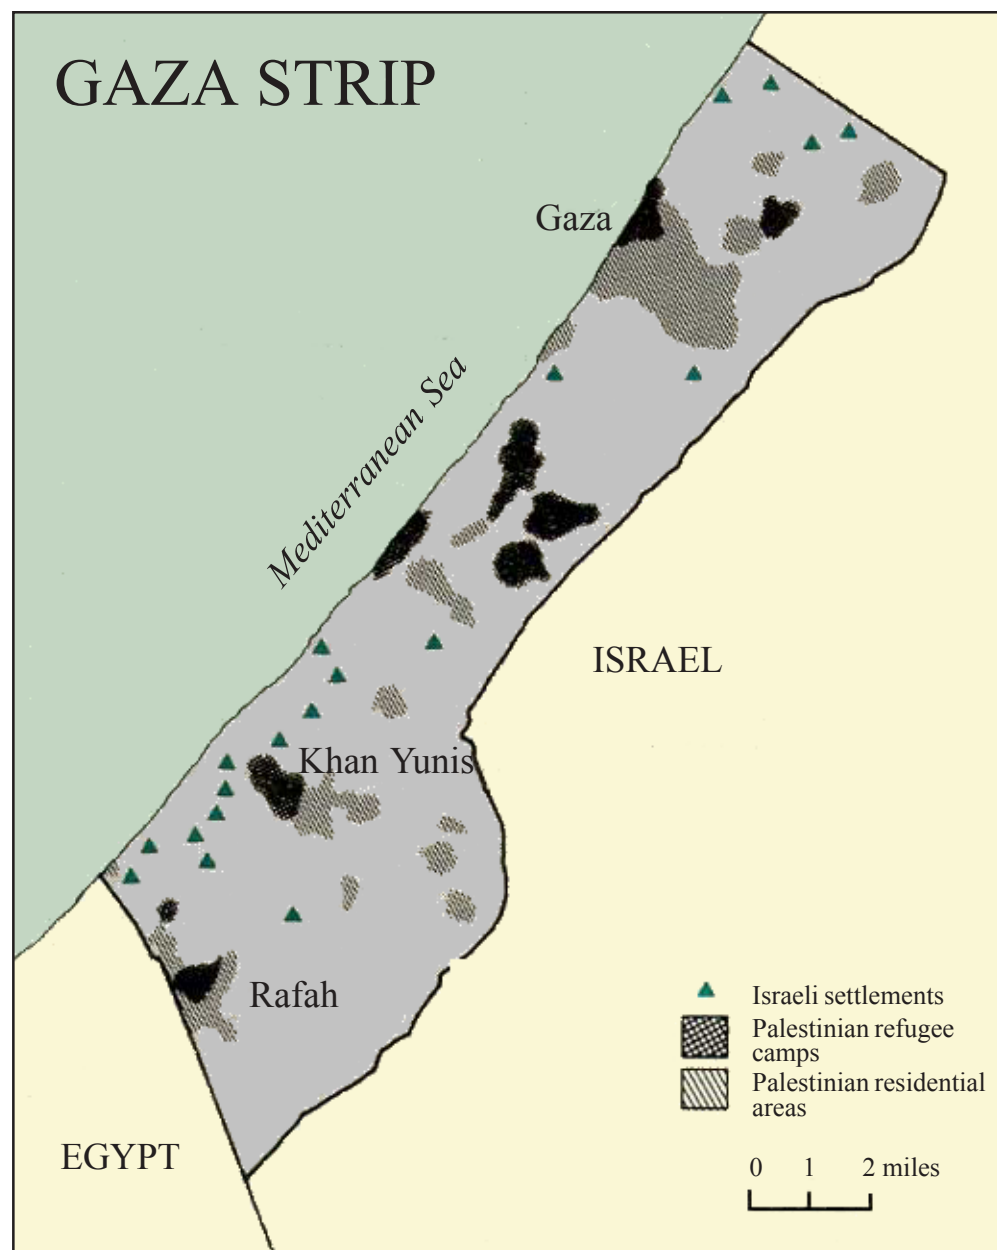 GAZA STRIP
Gaza
Mediterranean Sea
ISRAEL
Khan Yunis
Rafah
EGYPT
Israeli settlements
Palestinian refugee
camps
Palestinian residential
areas
0 1 2 miles